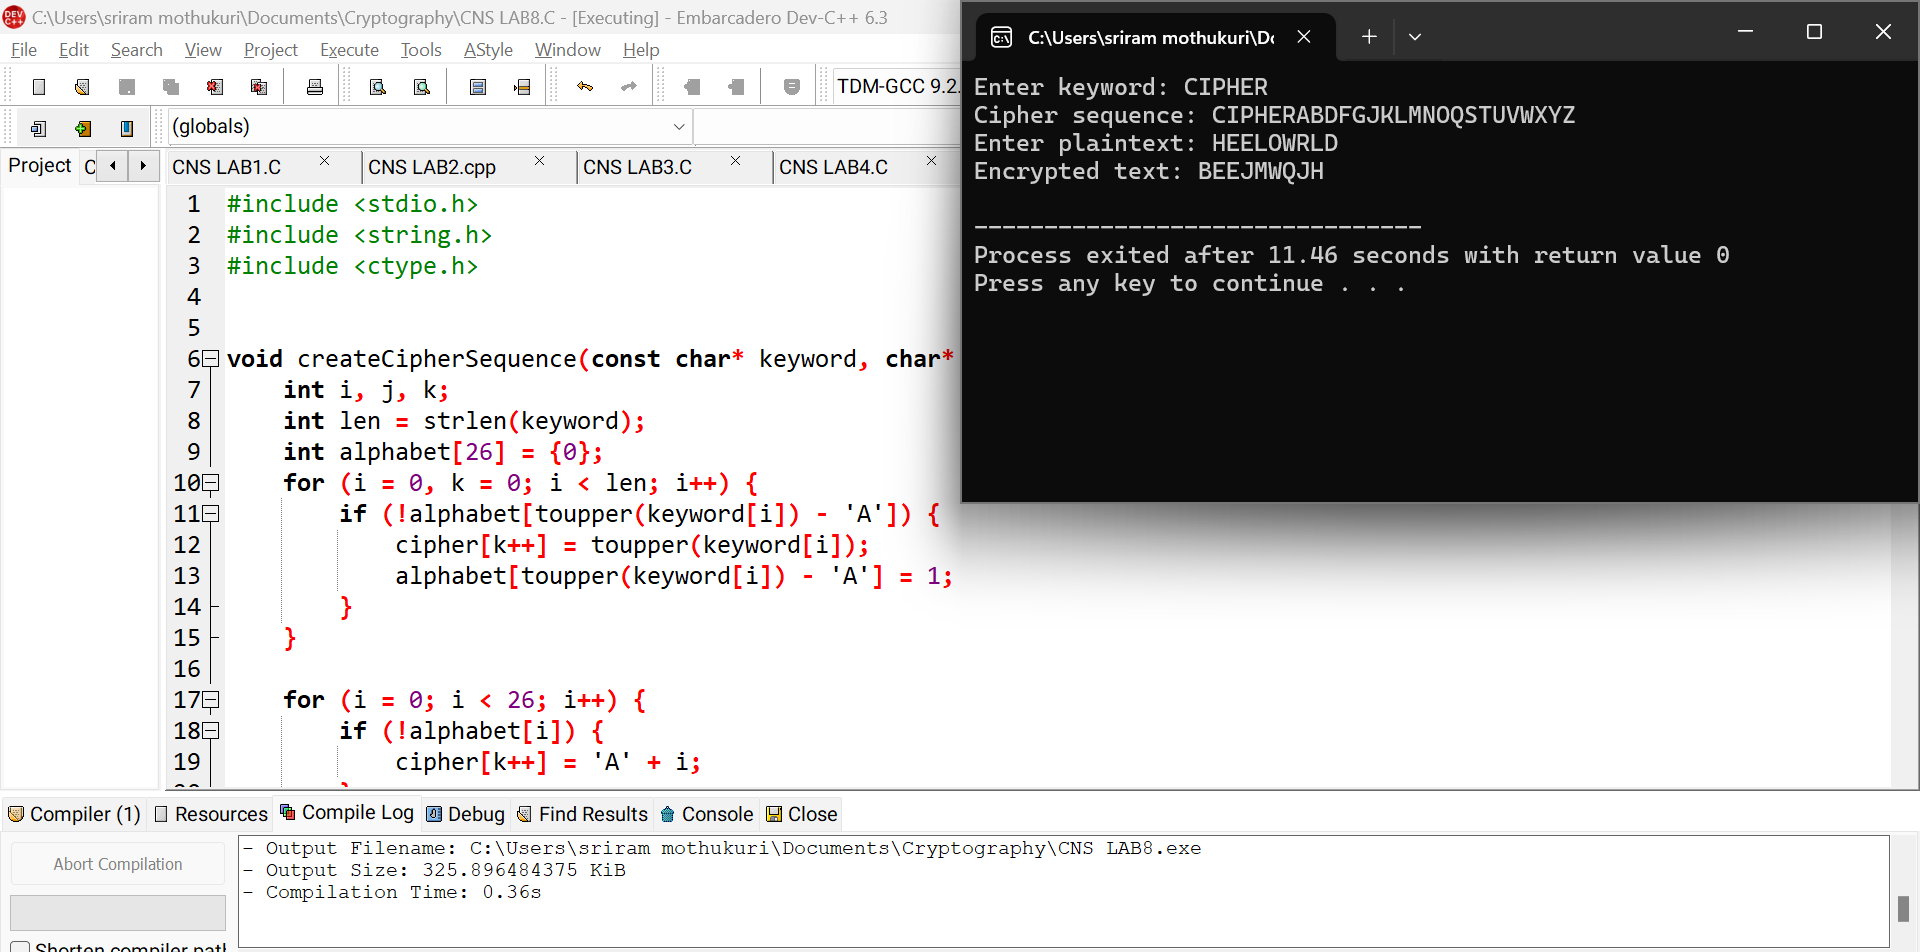 C:\Users\sriram mothukuri\Documents\Cryptography\CNS LAB8.C - [Executing] - Embarcadero Dev-C++ 6.3
File Edit Search View Project Execute Tools AStyle Window Help
TDM-GCC 9.2.
(globals)
Project C CNS LAB1.C CNS LAB2.cpp CNS LAB3.C CNS LAB4.C
1 #include <stdio.h>
2 #include <string.h>
3 #include <ctype.h>
4
5
6 void createCipherSequence(const char* keyword, char*
7 int i, j, k;
8 int len = strlen(keyword);
9 int alphabet[26] = {0};
10 for (i = 0, k = 0; i < len; i++) {
11 if (!alphabet[toupper(keyword[i]) - 'A']) {
12 cipher[k++] = toupper(keyword[i]);
13 alphabet[toupper(keyword[i]) - 'A'] = 1;
14 }
15 }
16
17 for (i = 0; i < 26; i++) {
18 if (!alphabet[i]) {
19 cipher[k++] = 'A' + i;
C:\Users\sriram mothukuri\Do
Enter keyword: CIPHER
Cipher sequence: CIPHERABDFGJKLMNOQSTUVWXYZ
Enter plaintext: HEELOWRLD
Encrypted text: BEEJMWQJH
--------------------------------
Process exited after 11.46 seconds with return value 0
Press any key to continue . . .
Compiler (1) Resources Compile Log Debug Find Results Console Close
Abort Compilation
Shorten compiler path
- Output Filename: C:\Users\sriram mothukuri\Documents\Cryptography\CNS LAB8.exe
- Output Size: 325.896484375 KiB
- Compilation Time: 0.36s